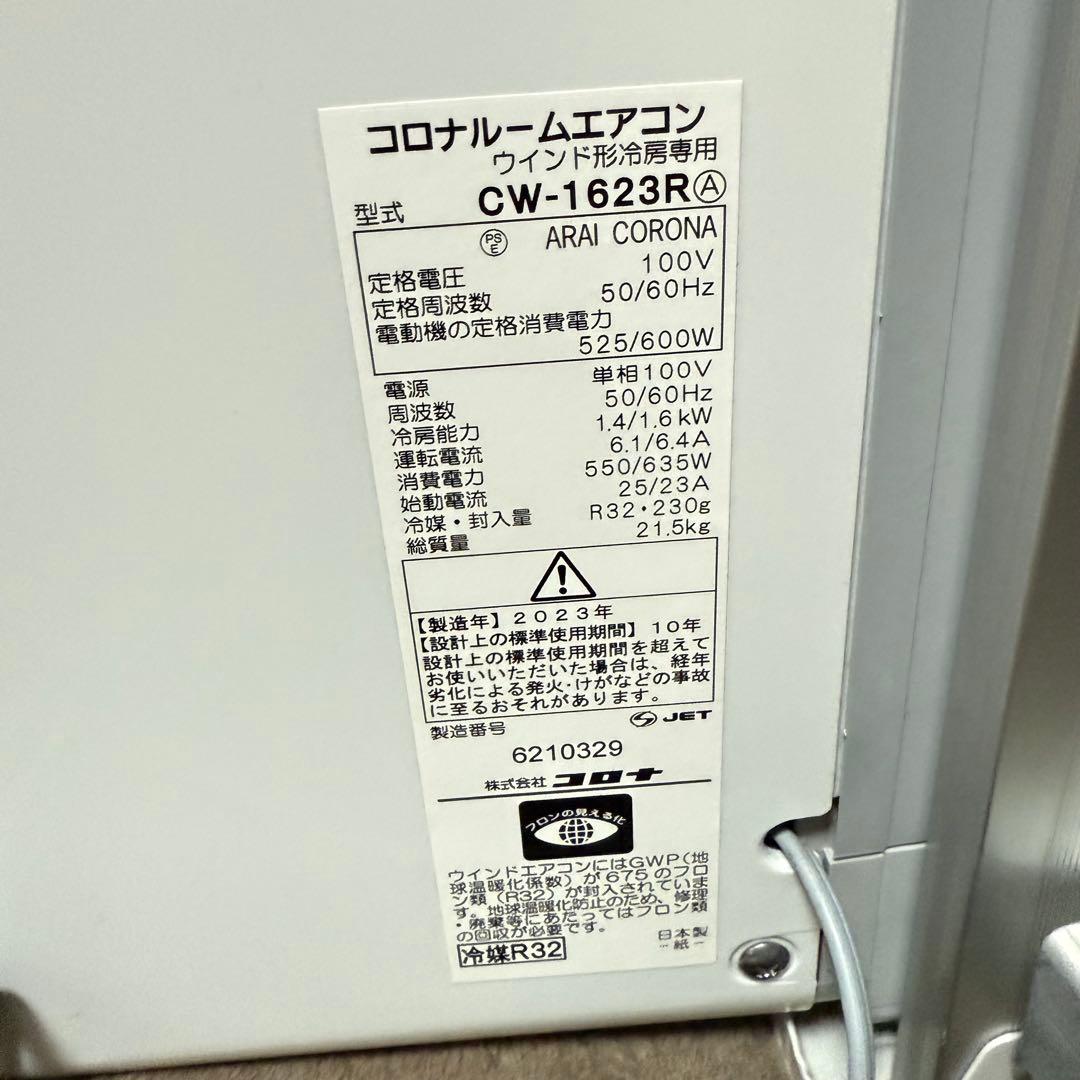 コロナルームエアコン
ウインド形冷房専用
型式 CW-1623RⒶ
PSE ARAI CORONA
定格電圧 100V
定格周波数 50/60Hz
電動機の定格消費電力
525/600W
電源 単相100V
周波数 50/60Hz
冷房能力 1.4/1.6kW
運転電流 6.1/6.4A
消費電力 550/635W
始動電流 25/23A
冷媒・封入量 R32・230g
総質量 21.5kg
【製造年】2023年
【設計上の標準使用期間】10年
設計上の標準使用期間を超えて
お使いいただいた場合は、経年
劣化による発火・けがなどの事故
に至るおそれがあります。
JET
製造番号
6210329
株式会社 コロナ
フロンの見える化
ウインドエアコンにはGWP(地
球温暖化係数)が675のフロ
ン類(R32)が封入されていま
す。地球温暖化防止のため、修理
・廃棄等にあたってはフロン類
の回収が必要です。
冷媒R32
日本製
-紙-